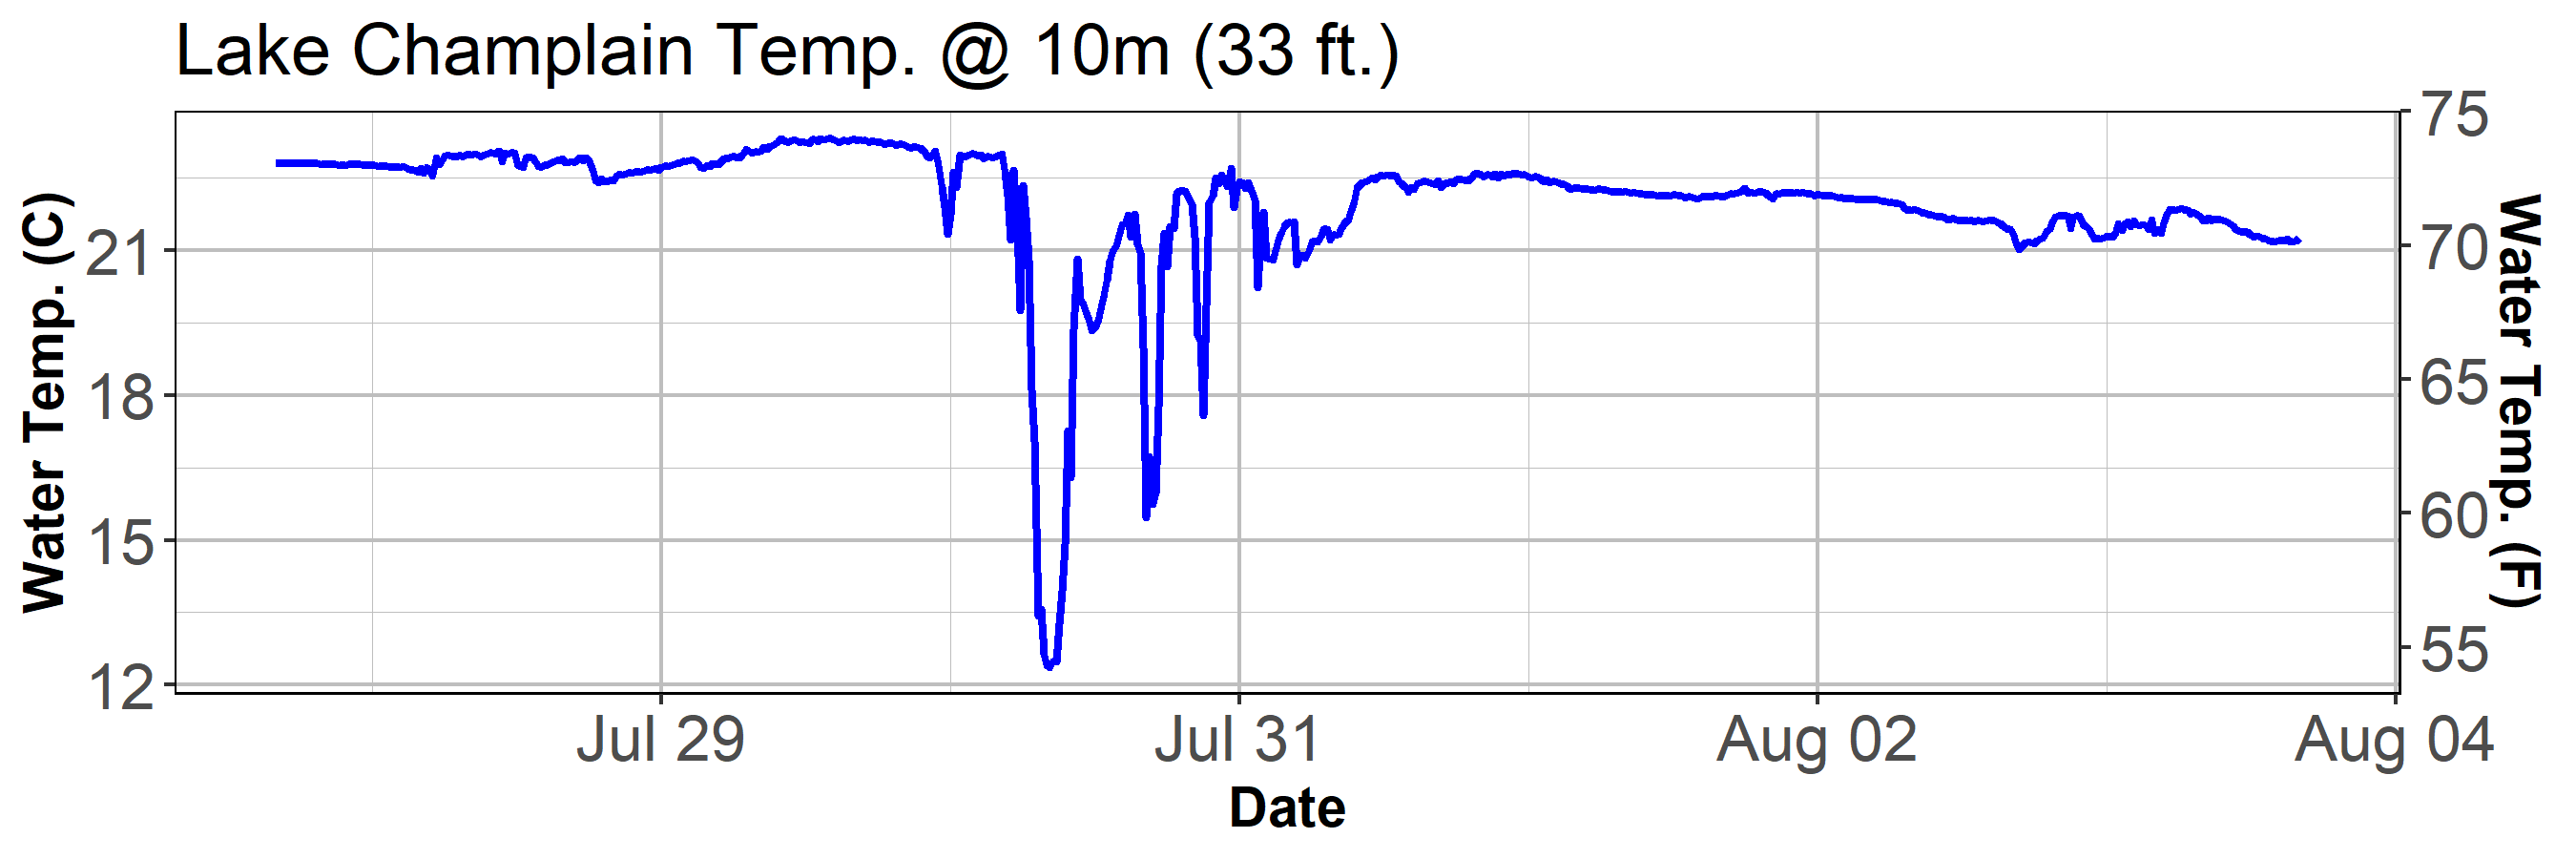 Lake Champlain Temp. @ 10m (33 ft.)
Water Temp. (C)
21
18
15
12
75
70
65
60
55
Water Temp. (F)
Jul 29
Jul 31
Aug 02
Aug 04
Date